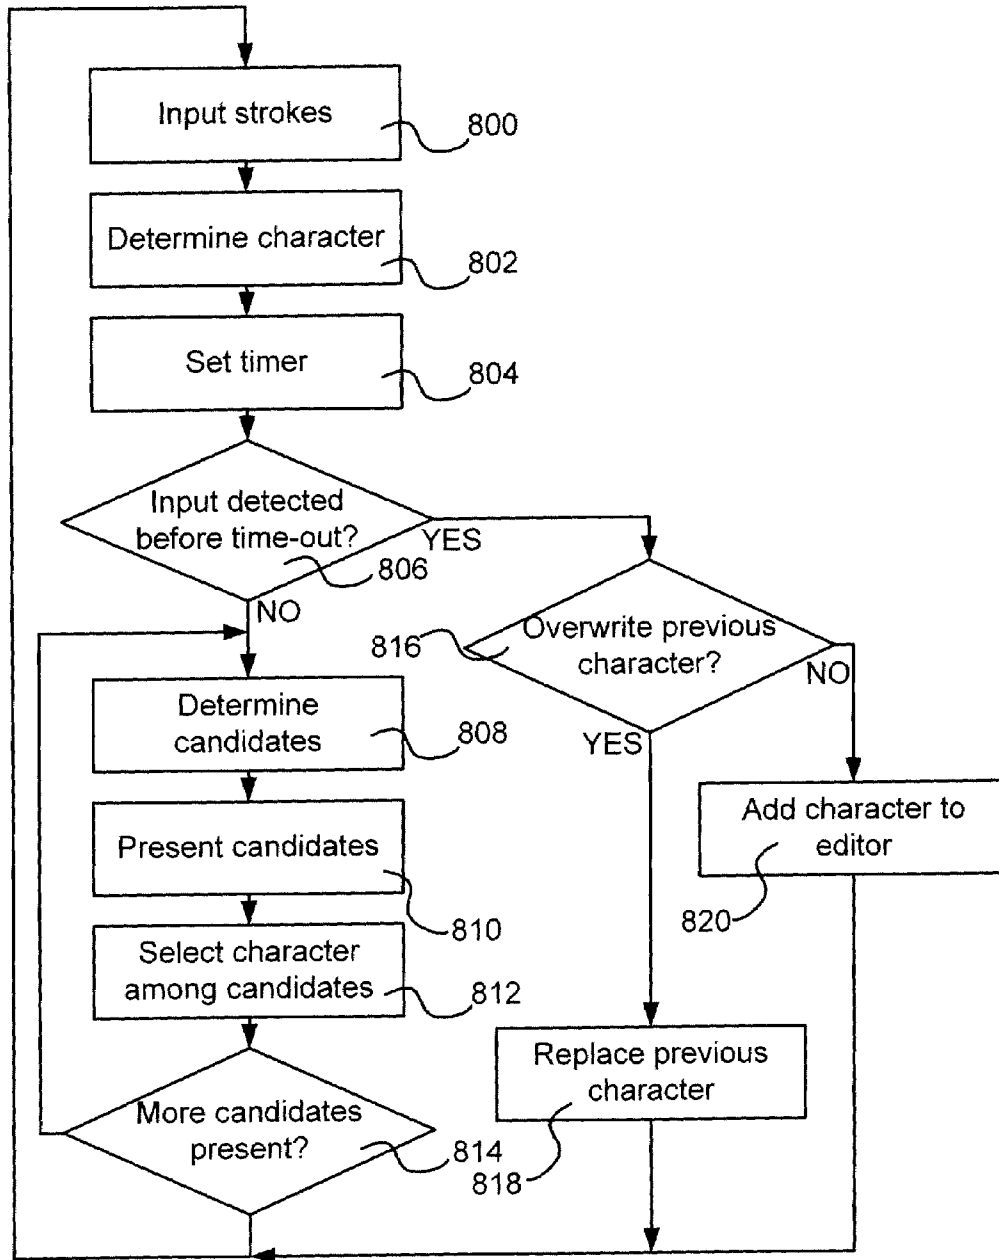 Input strokes
800
Determine character
802
Set timer
804
Input detected
before time-out?
YES
806
NO
Overwrite previous
character?
816
NO
YES
Determine
candidates
808
Present candidates
810
Add character to
editor
820
Select character
among candidates
812
Replace previous
character
818
More candidates
present?
814